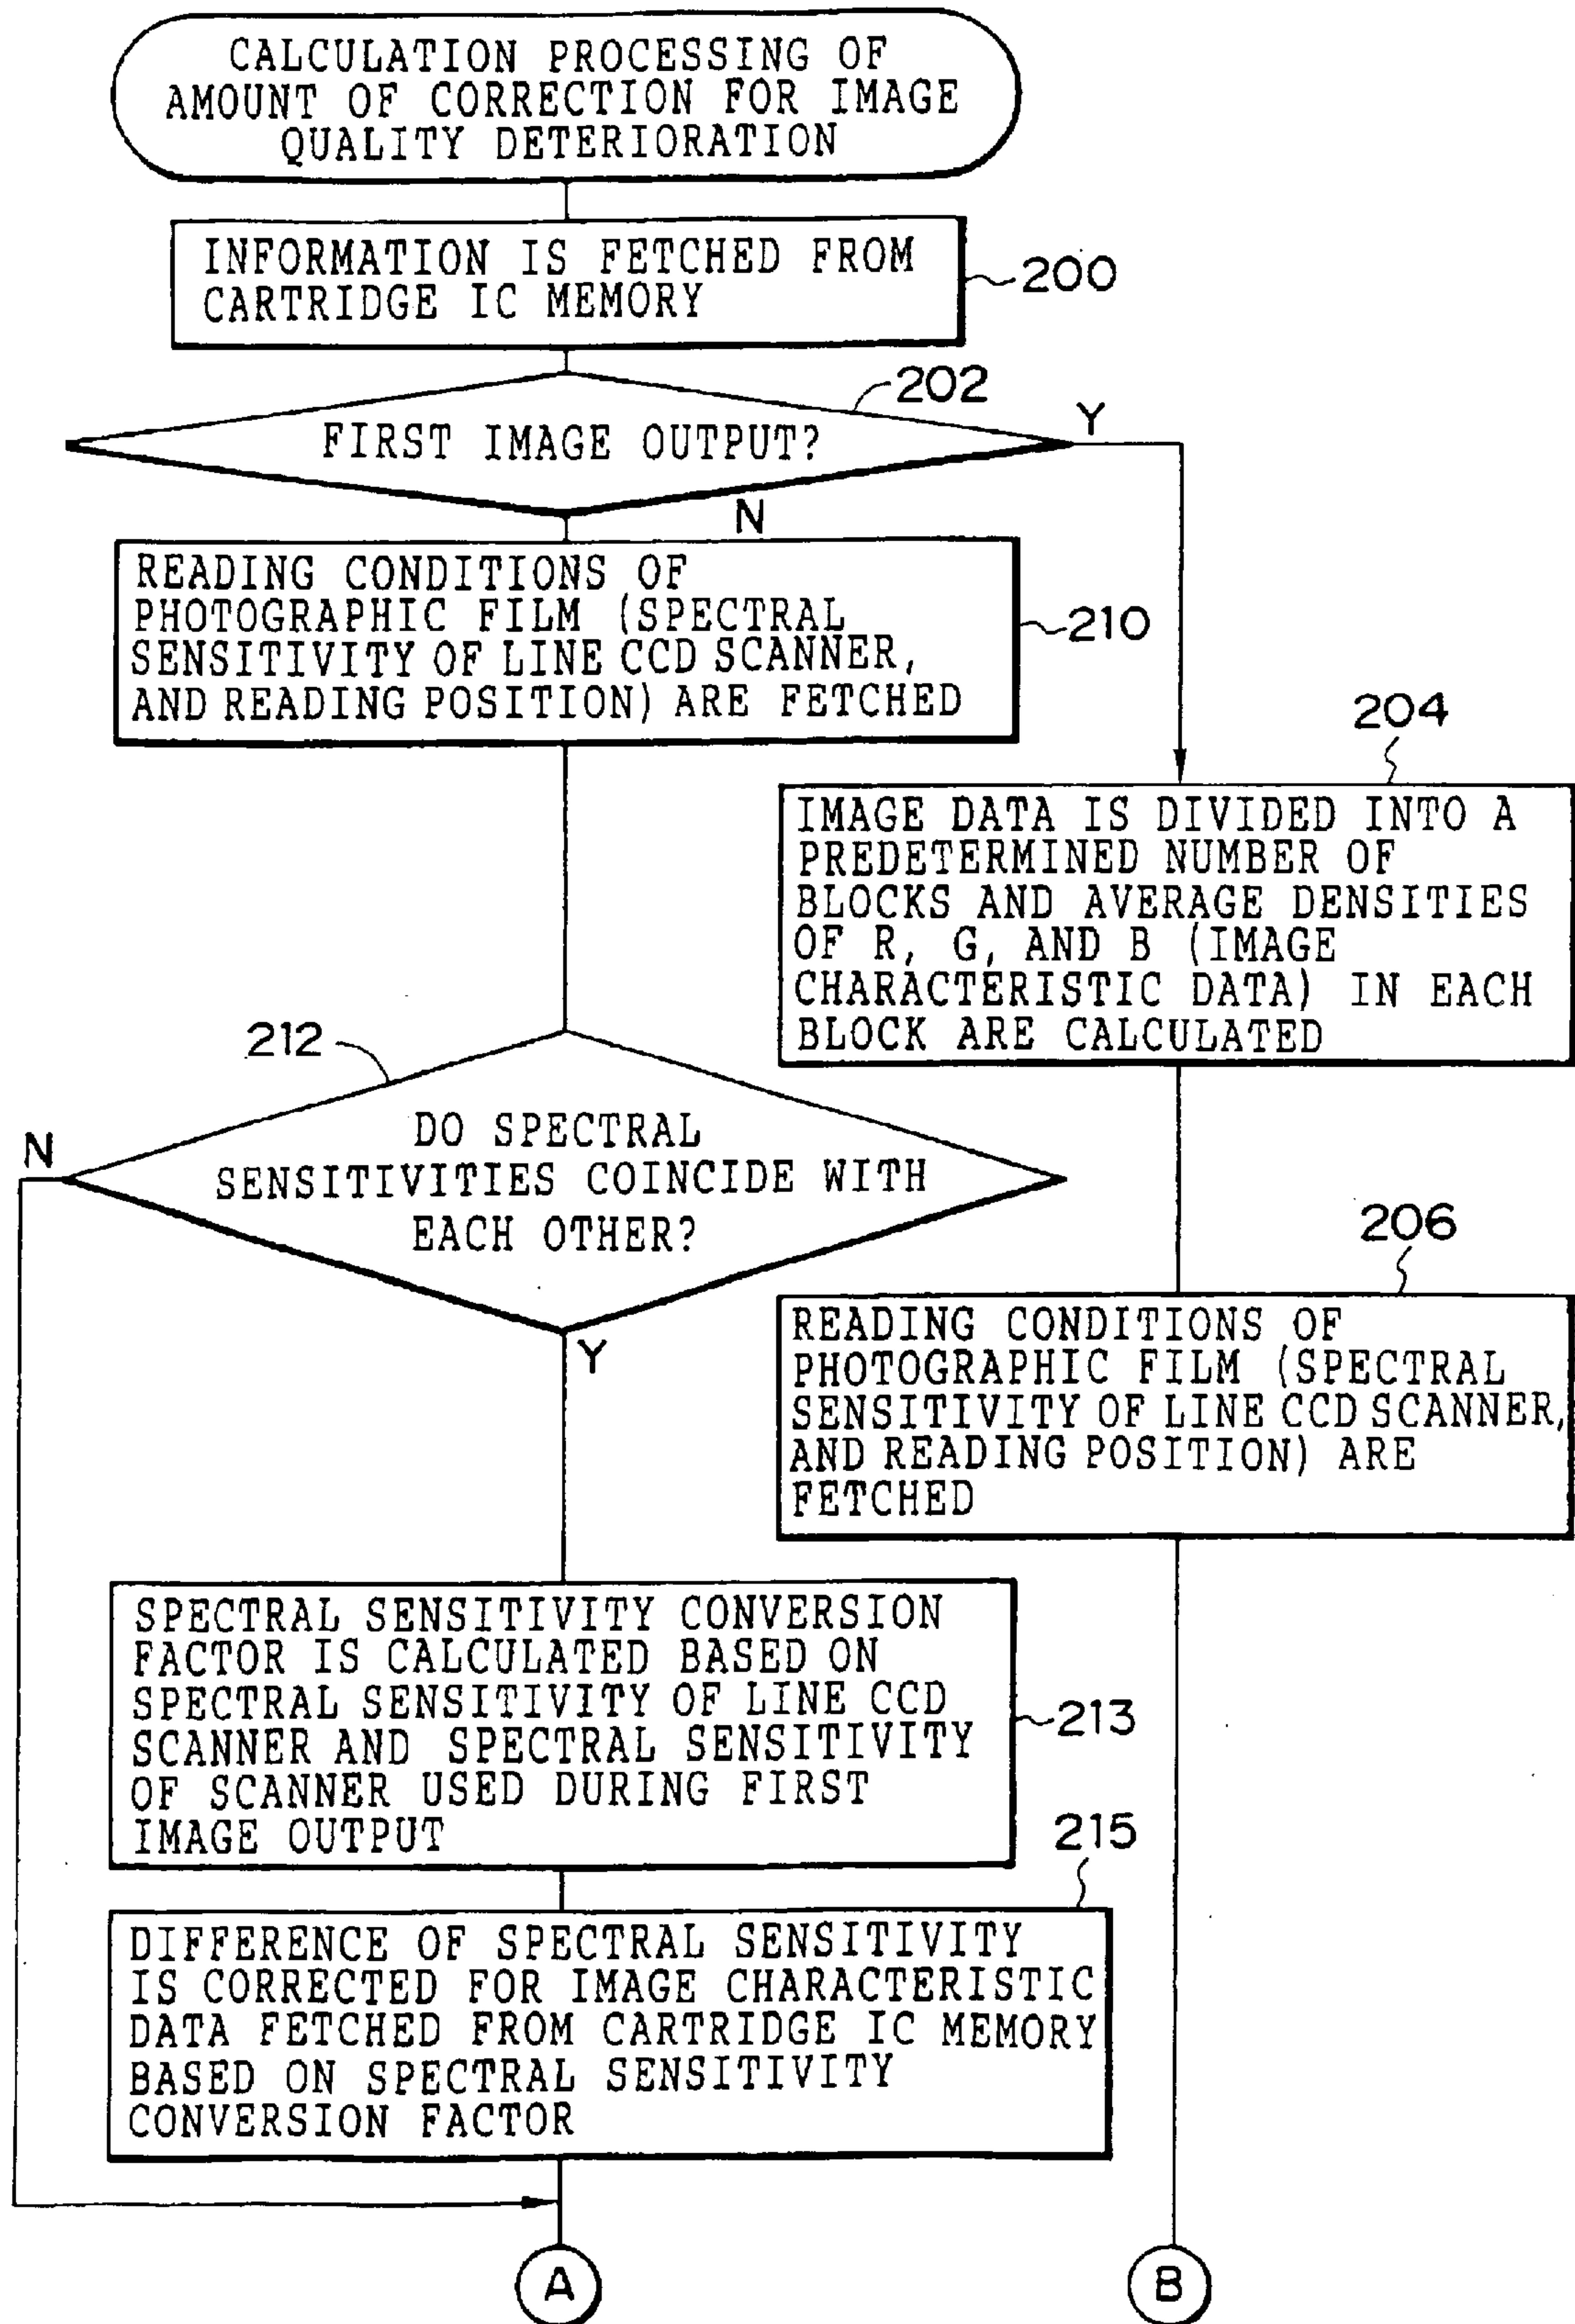 CALCULATION PROCESSING OF
AMOUNT OF CORRECTION FOR IMAGE
QUALITY DETERIORATION
INFORMATION IS FETCHED FROM
CARTRIDGE IC MEMORY
200
202
FIRST IMAGE OUTPUT?
Y
N
READING CONDITIONS OF
PHOTOGRAPHIC FILM (SPECTRAL
SENSITIVITY OF LINE CCD SCANNER,
AND READING POSITION) ARE FETCHED
210
204
IMAGE DATA IS DIVIDED INTO A
PREDETERMINED NUMBER OF
BLOCKS AND AVERAGE DENSITIES
OF R, G, AND B (IMAGE
CHARACTERISTIC DATA) IN EACH
BLOCK ARE CALCULATED
212
DO SPECTRAL
SENSITIVITIES COINCIDE WITH
EACH OTHER?
N
Y
206
READING CONDITIONS OF
PHOTOGRAPHIC FILM (SPECTRAL
SENSITIVITY OF LINE CCD SCANNER,
AND READING POSITION) ARE
FETCHED
SPECTRAL SENSITIVITY CONVERSION
FACTOR IS CALCULATED BASED ON
SPECTRAL SENSITIVITY OF LINE CCD
SCANNER AND SPECTRAL SENSITIVITY
OF SCANNER USED DURING FIRST
IMAGE OUTPUT
213
215
DIFFERENCE OF SPECTRAL SENSITIVITY
IS CORRECTED FOR IMAGE CHARACTERISTIC
DATA FETCHED FROM CARTRIDGE IC MEMORY
BASED ON SPECTRAL SENSITIVITY
CONVERSION FACTOR
A
B